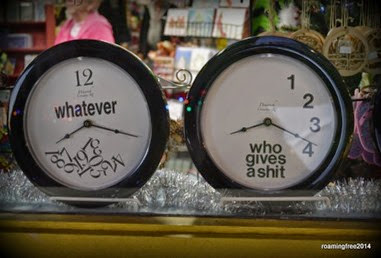 12
whatever
1
2
3
4
who
gives
a shit
roamingfree2014